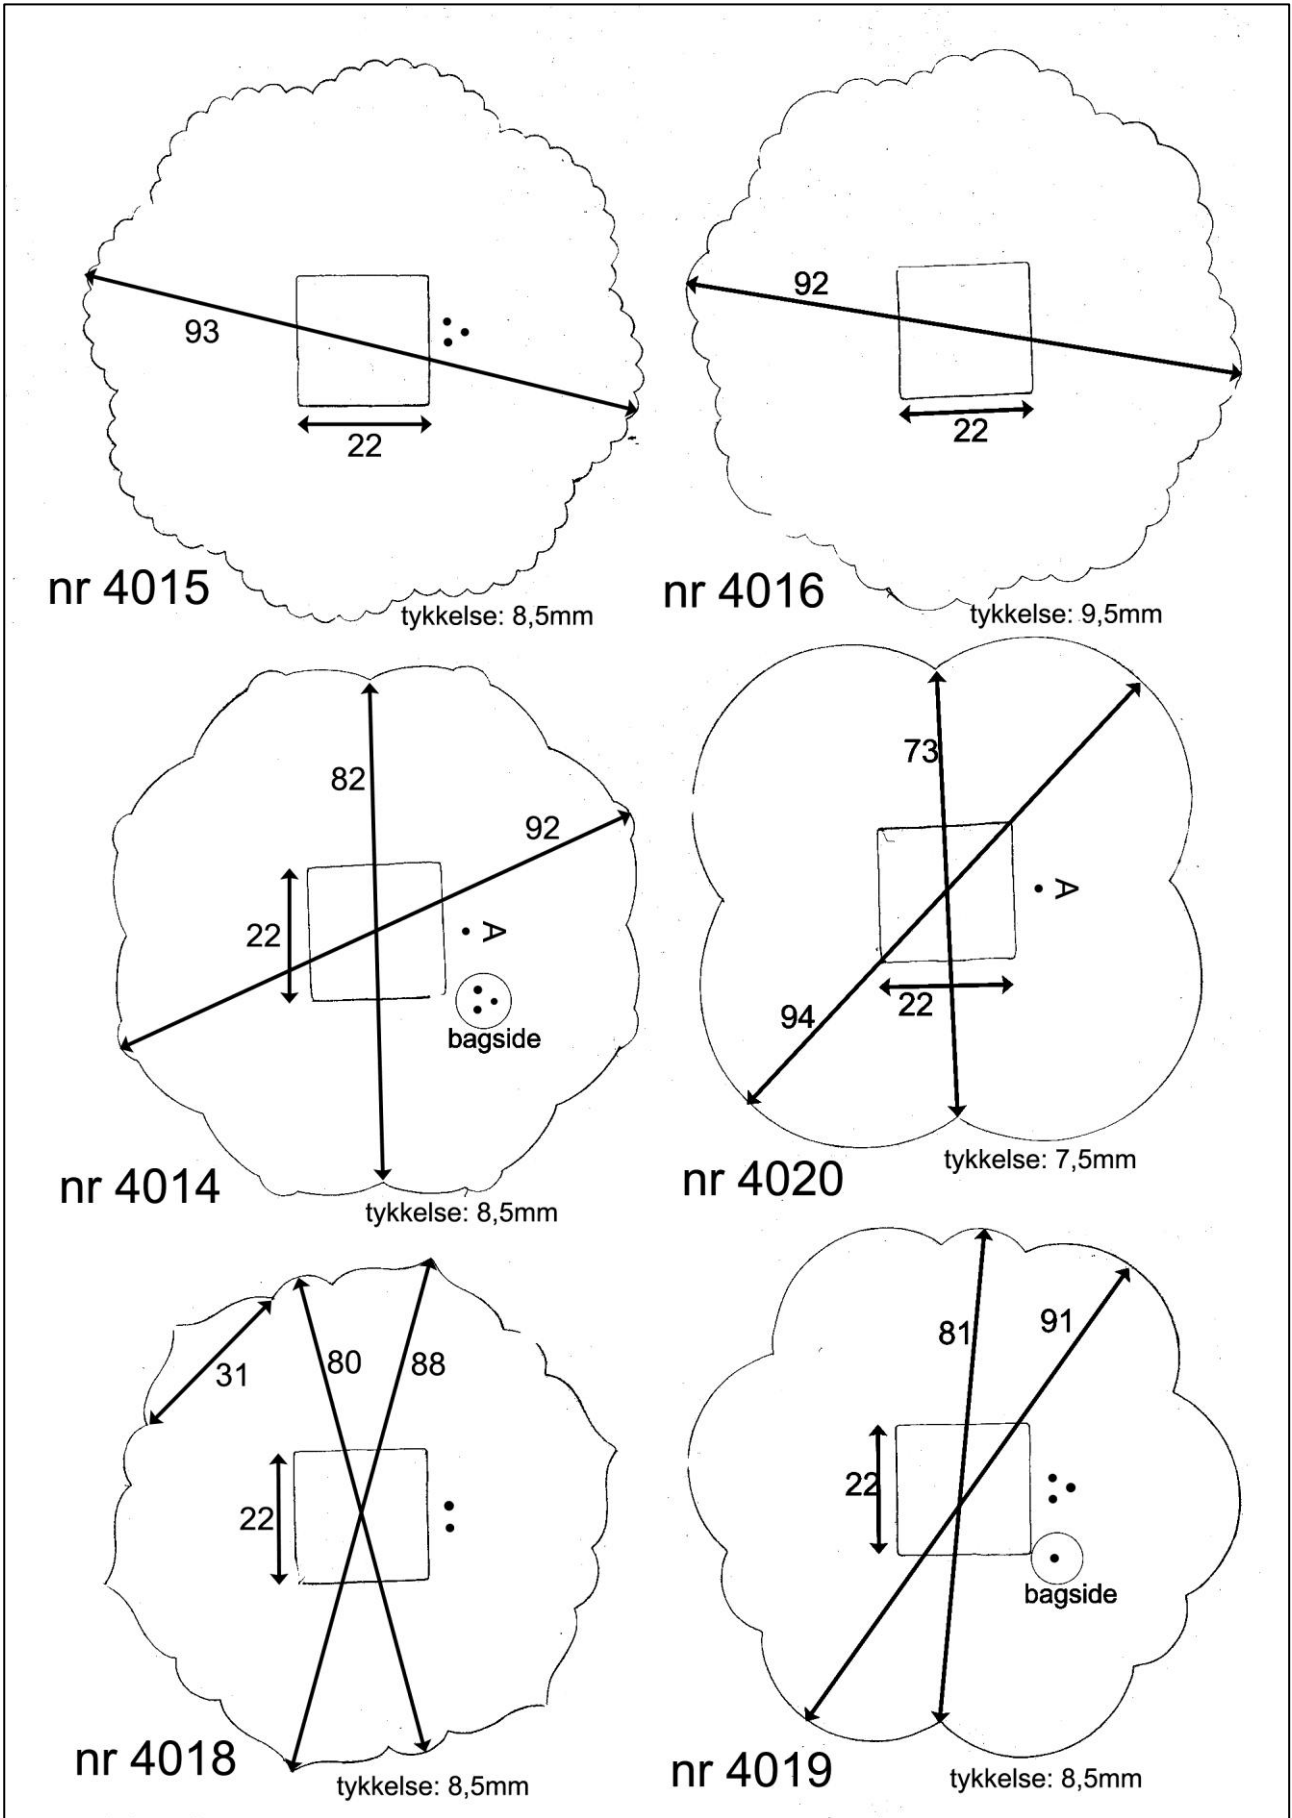 93
22
nr 4015
tykkelse: 8,5mm
92
22
nr 4016
tykkelse: 9,5mm
82
92
22
A
bagside
nr 4014
tykkelse: 8,5mm
73
A
22
94
nr 4020
tykkelse: 7,5mm
31
80
88
22
nr 4018
tykkelse: 8,5mm
81
91
22
bagside
nr 4019
tykkelse: 8,5mm